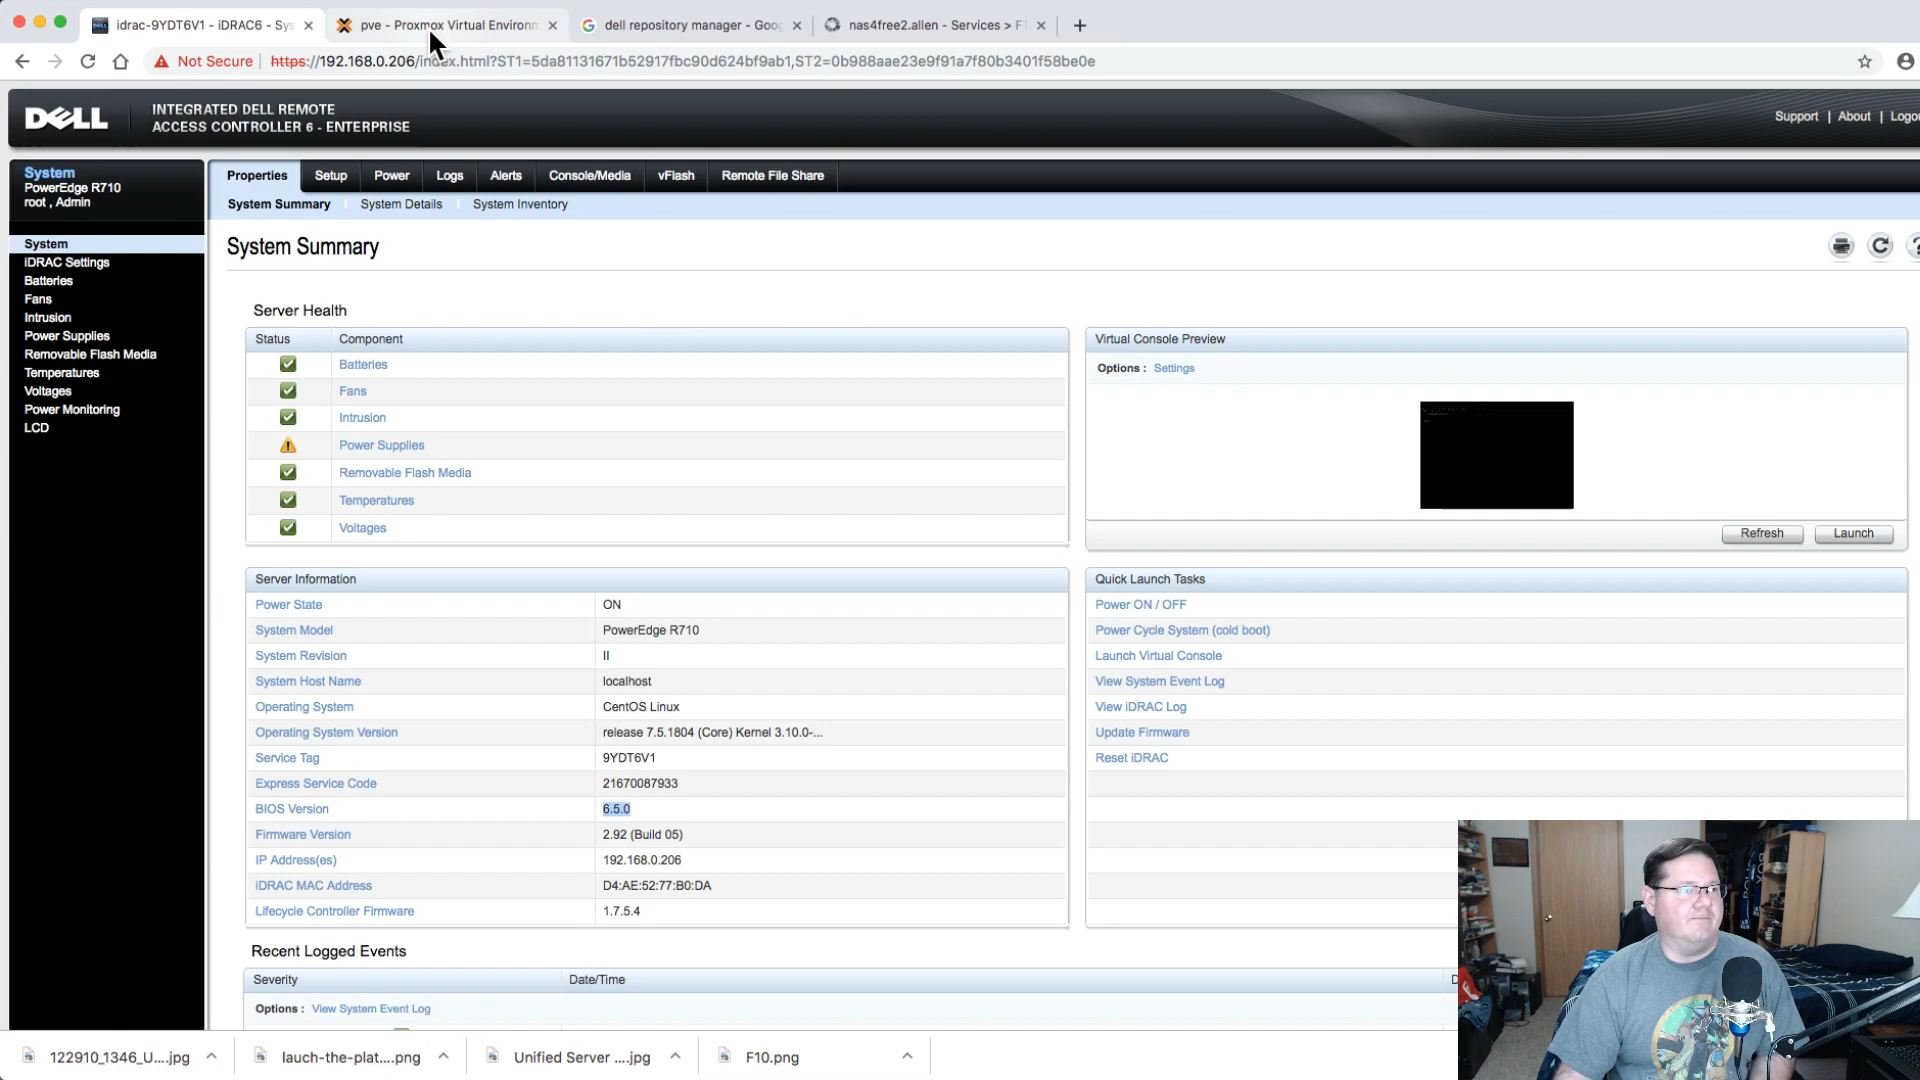 idrac-9YDT6V1 - iDRAC6 - Sys
pve - Proxmox Virtual Environm
dell repository manager - Goog
nas4free2.allen - Services > FT
Not Secure
https://192.168.0.206/index.html?ST1=5da81131671b52917fbc90d624bf9ab1,ST2=0b988aae23e9f91a7f80b3401f58be0e
DELL
INTEGRATED DELL REMOTE
ACCESS CONTROLLER 6 - ENTERPRISE
Support | About | Logou
System
PowerEdge R710
root , Admin
Properties Setup Power Logs Alerts Console/Media vFlash Remote File Share
System Summary System Details System Inventory
System
iDRAC Settings
Batteries
Fans
Intrusion
Power Supplies
Removable Flash Media
Temperatures
Voltages
Power Monitoring
LCD
System Summary
Server Health
Status Component
Batteries
Fans
Intrusion
Power Supplies
Removable Flash Media
Temperatures
Voltages
Virtual Console Preview
Options : Settings
Refresh Launch
Server Information
Power State ON
System Model PowerEdge R710
System Revision II
System Host Name localhost
Operating System CentOS Linux
Operating System Version release 7.5.1804 (Core) Kernel 3.10.0-...
Service Tag 9YDT6V1
Express Service Code 21670087933
BIOS Version 6.5.0
Firmware Version 2.92 (Build 05)
IP Address(es) 192.168.0.206
iDRAC MAC Address D4:AE:52:77:B0:DA
Lifecycle Controller Firmware 1.7.5.4
Quick Launch Tasks
Power ON / OFF
Power Cycle System (cold boot)
Launch Virtual Console
View System Event Log
View iDRAC Log
Update Firmware
Reset iDRAC
Recent Logged Events
Severity Date/Time D
Options : View System Event Log
122910_1346_U....jpg
lauch-the-plat....png
Unified Server ....jpg
F10.png